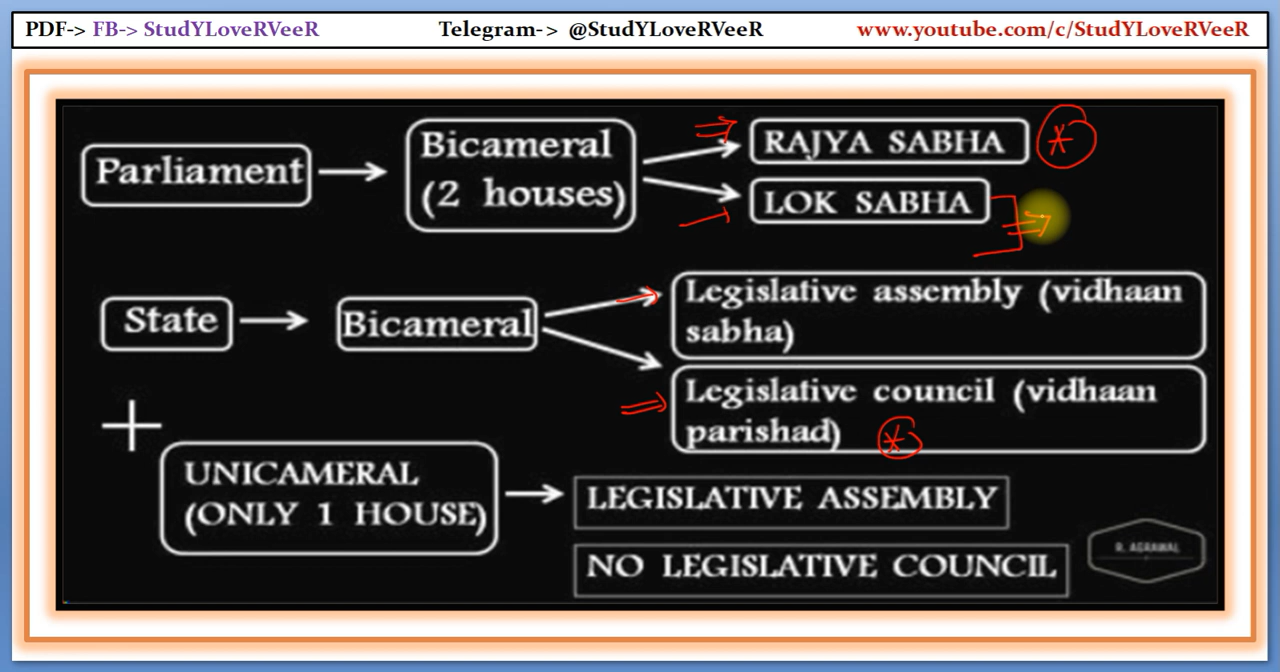 PDF-> FB-> StudYLoveRVeeR Telegram-> @StudYLoveRVeeR www.youtube.com/c/StudYLoveRVeeR
Parliament
Bicameral
(2 houses)
RAJYA SABHA
LOK SABHA
State
Bicameral
Legislative assembly (vidhaan
sabha)
Legislative council (vidhaan
parishad)
UNICAMERAL
(ONLY 1 HOUSE)
LEGISLATIVE ASSEMBLY
NO LEGISLATIVE COUNCIL
R. AGRAWAL